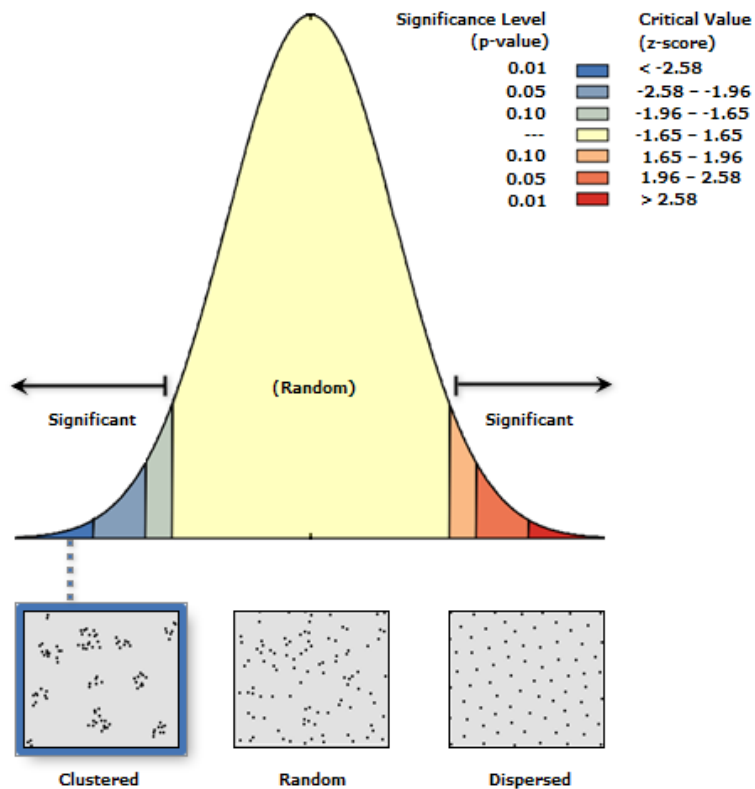 Significance Level Critical Value
(p-value) (z-score)
0.01 < -2.58
0.05 -2.58 – -1.96
0.10 -1.96 – -1.65
--- -1.65 – 1.65
0.10 1.65 – 1.96
0.05 1.96 – 2.58
0.01 > 2.58
(Random)
Significant Significant
Clustered Random Dispersed